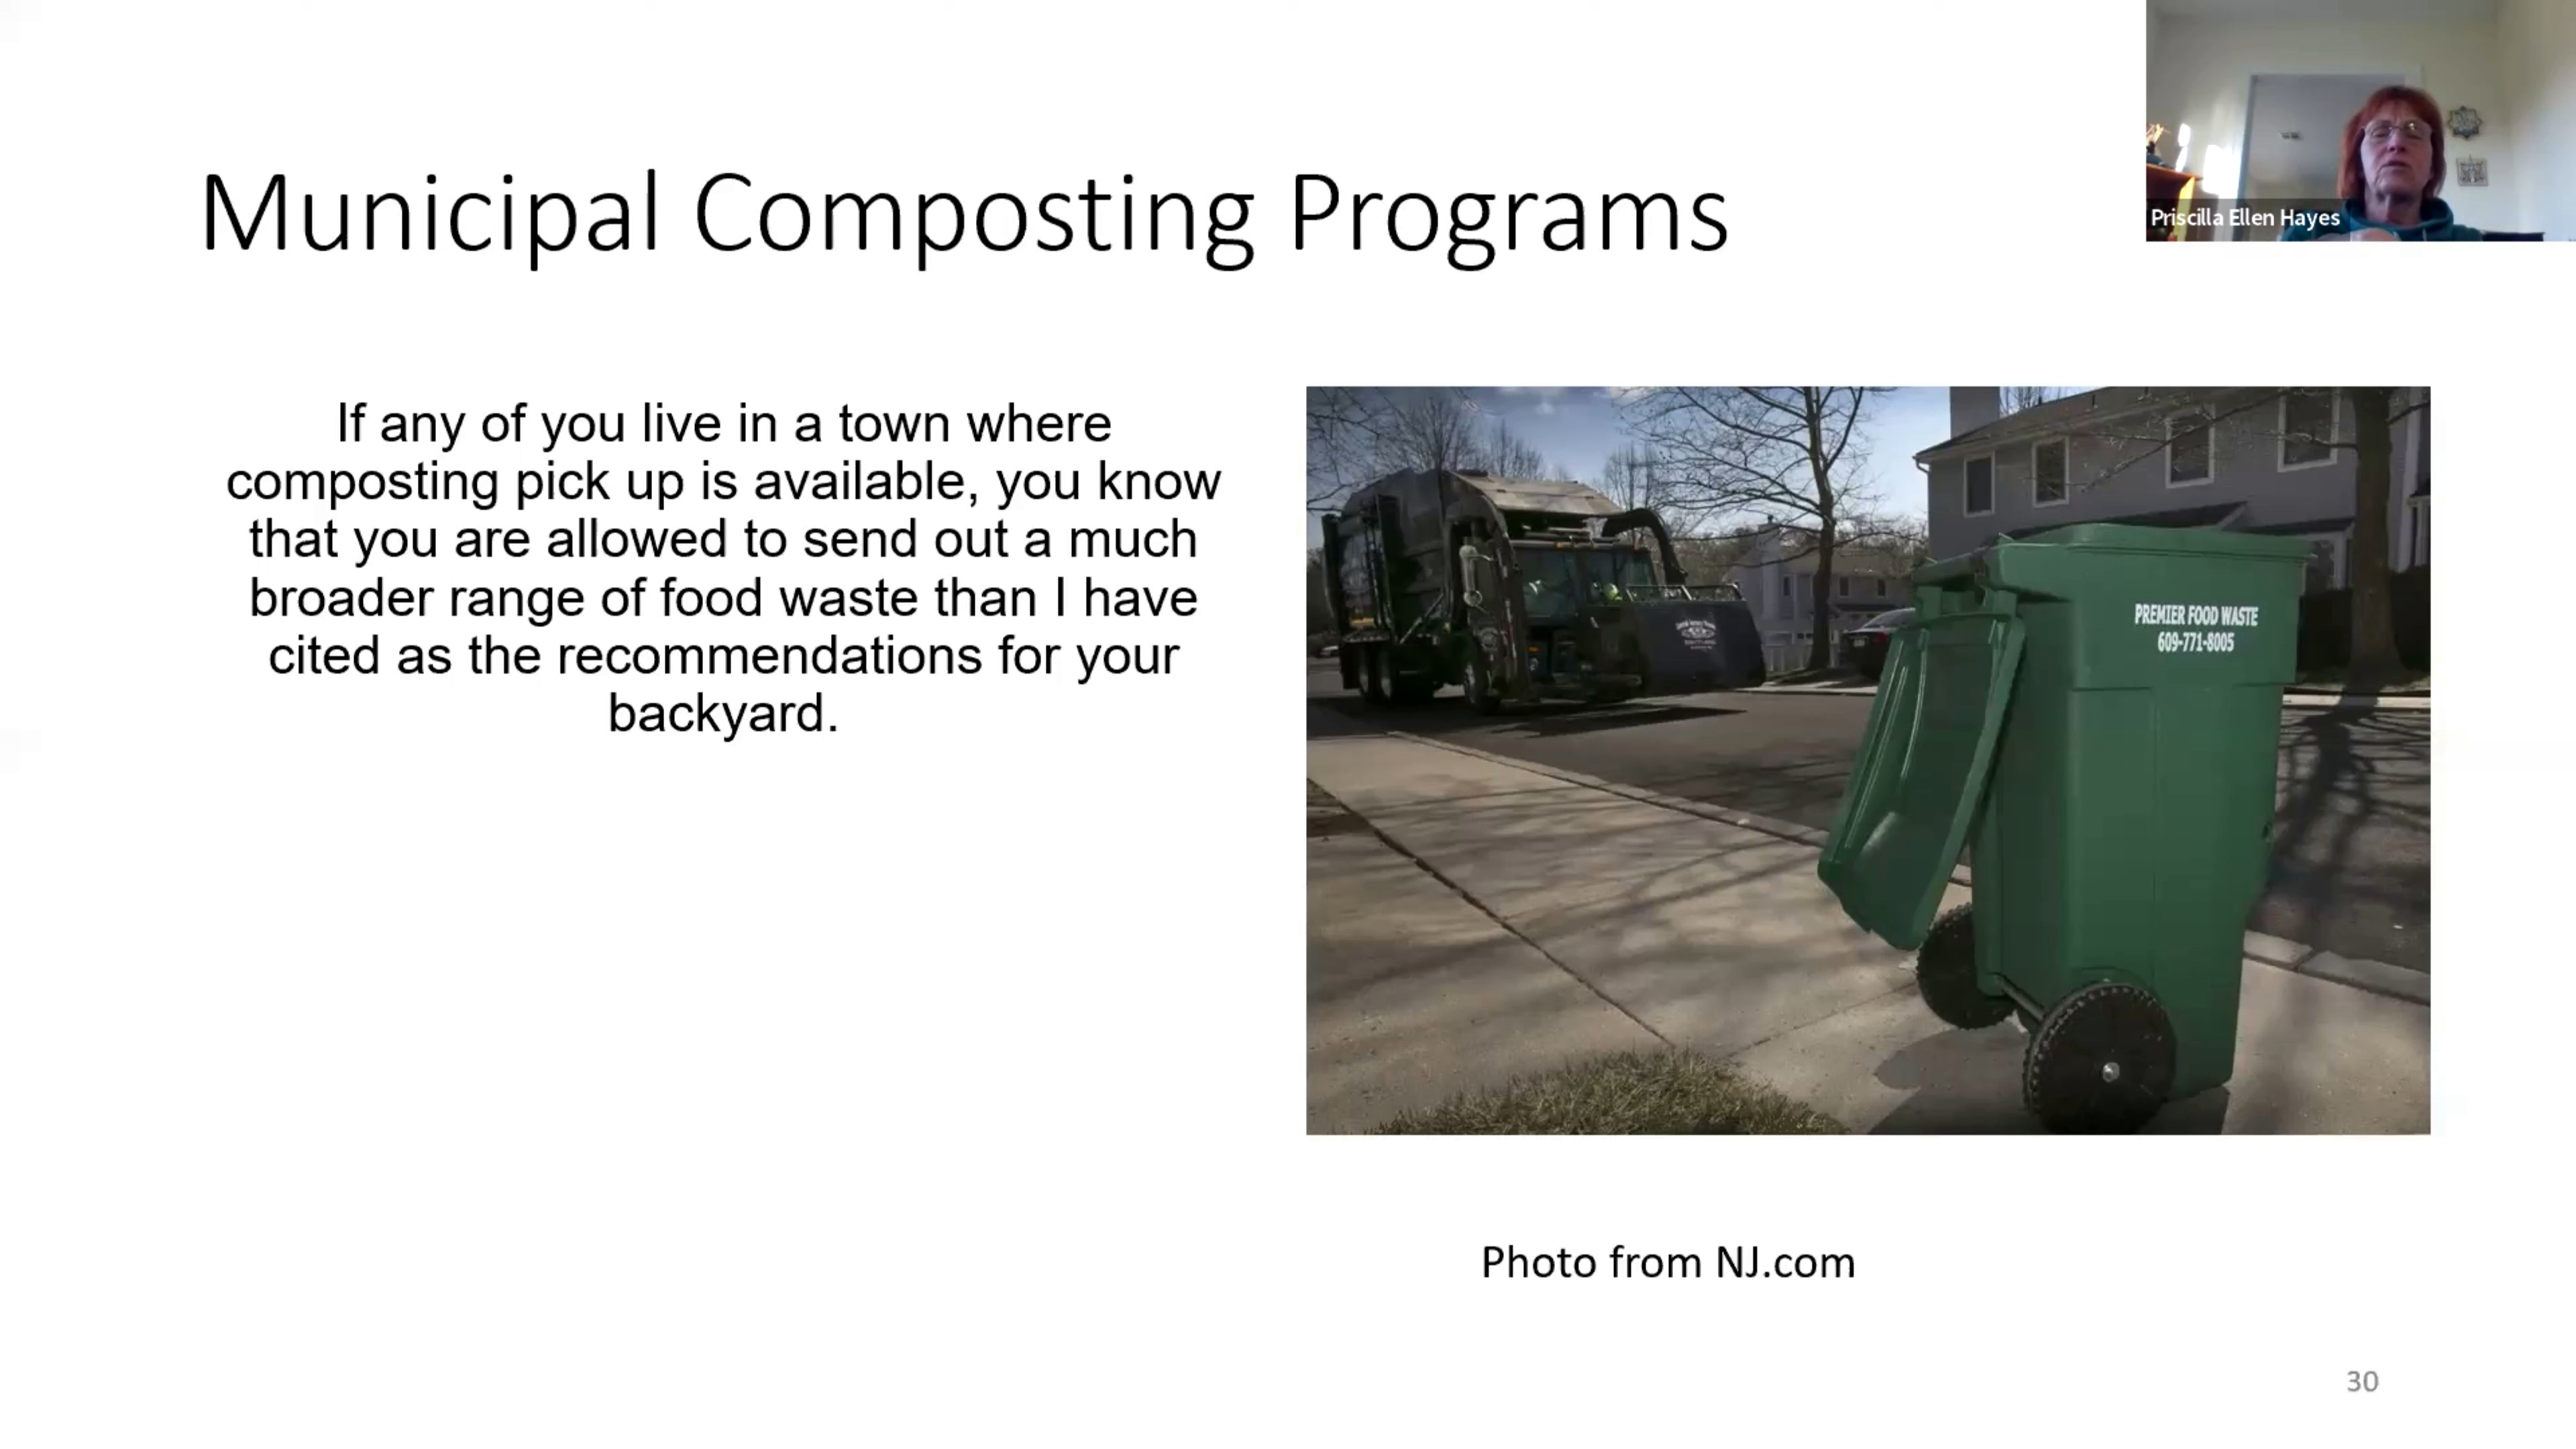 Municipal Composting Programs
Priscilla Ellen Hayes
If any of you live in a town where
composting pick up is available, you know
that you are allowed to send out a much
broader range of food waste than I have
cited as the recommendations for your
backyard.
PREMIER FOOD WASTE
609-771-8005
Photo from NJ.com
30